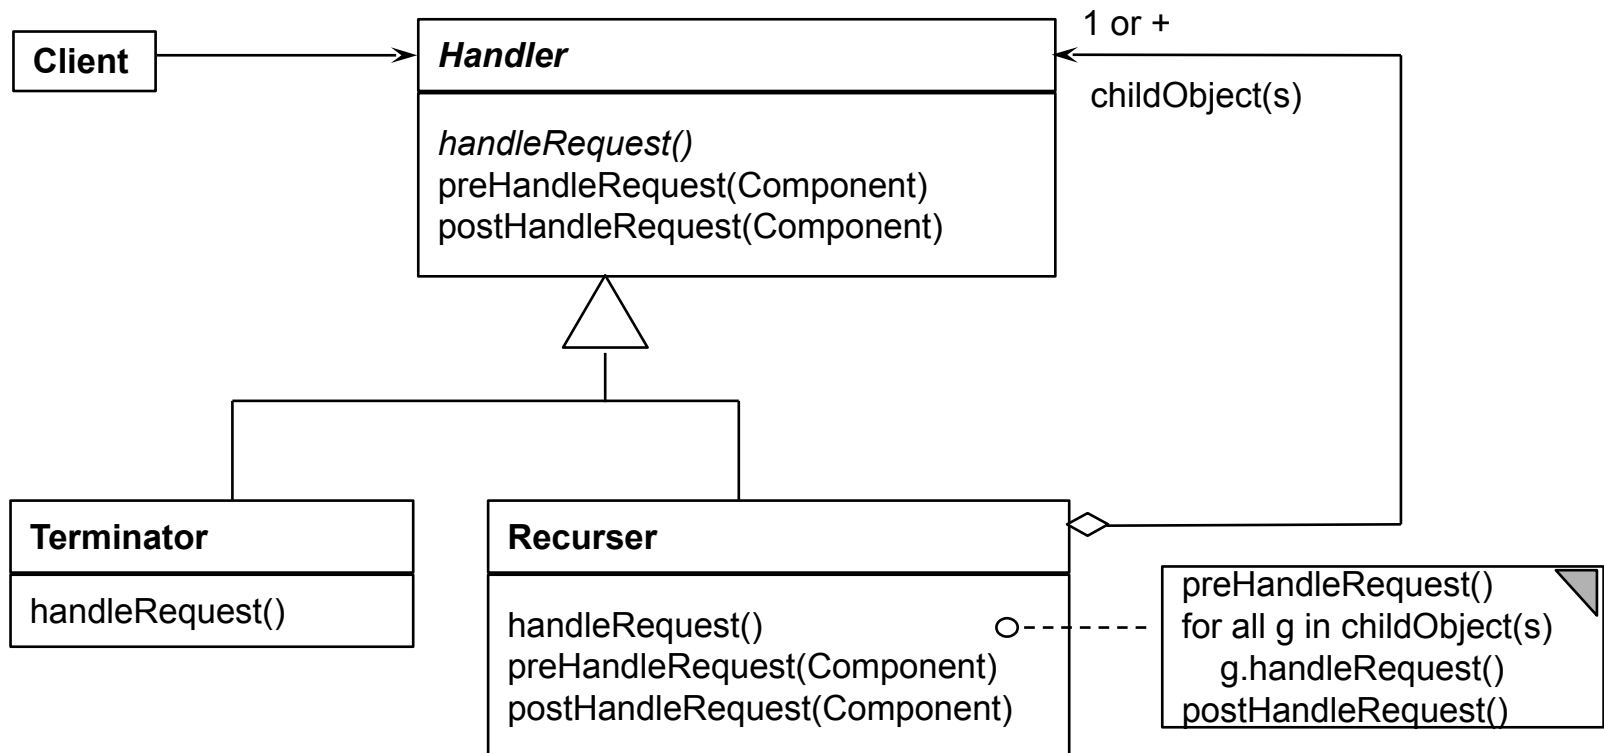 Client
Handler
1 or +
childObject(s)
handleRequest()
preHandleRequest(Component)
postHandleRequest(Component)
Terminator
handleRequest()
Recurser
handleRequest()
preHandleRequest(Component)
postHandleRequest(Component)
preHandleRequest()
for all g in childObject(s)
g.handleRequest()
postHandleRequest()